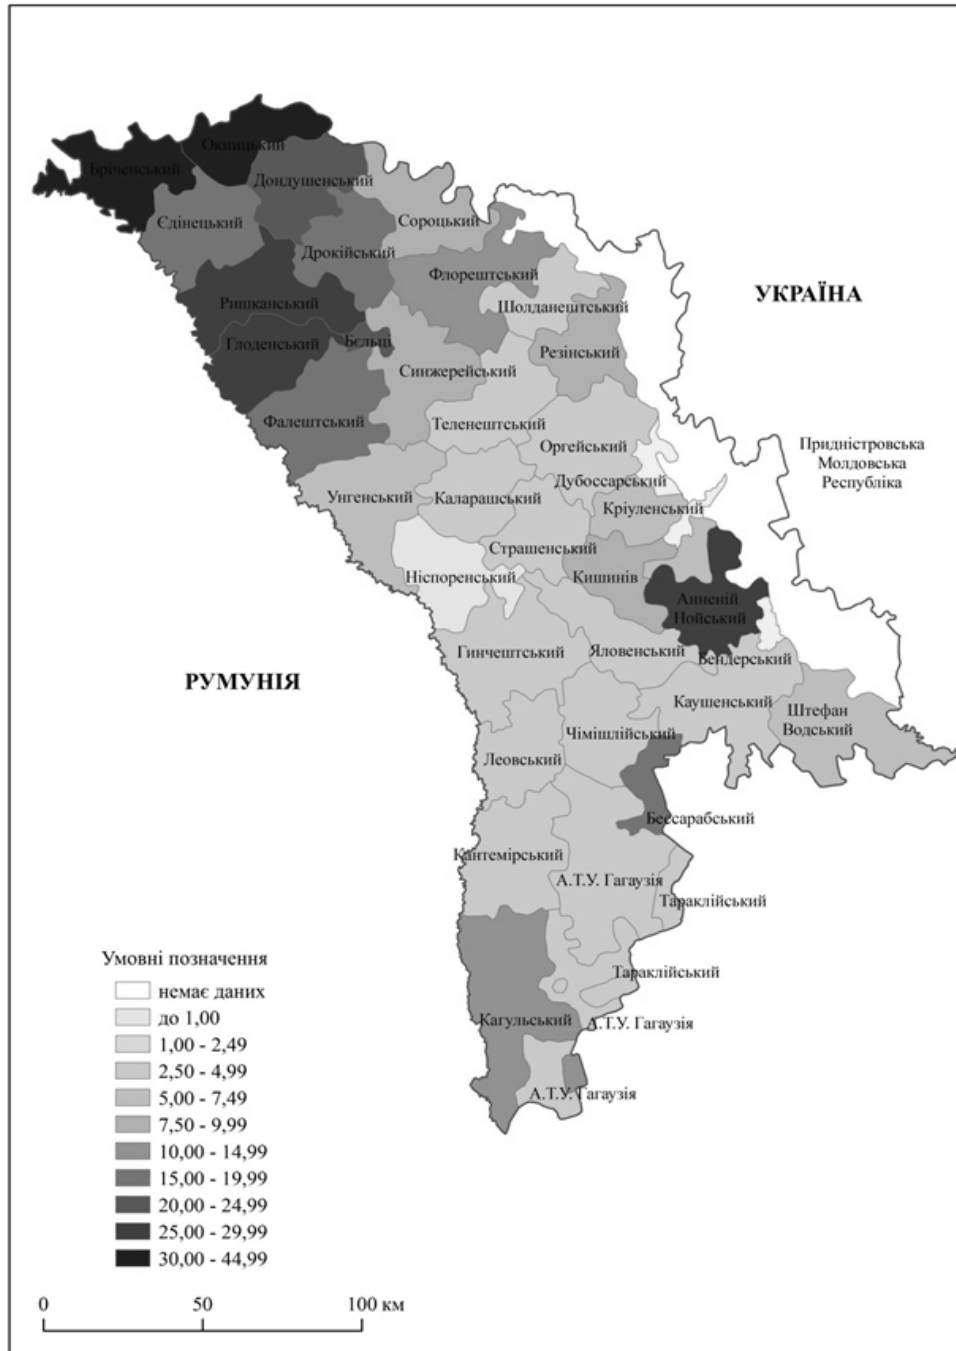 Окницький
Бріченський
Дондушенський
Єдінецький
Сороцький
Дрокійський
Флорештський
УКРАЇНА
Ришканський
Шолданештський
Глоденський
Бєльці
Резінський
Синжерейський
Фалештський
Теленештський
Оргейський
Придністровська
Молдовська
Республіка
Унгенський
Каларашський
Дубоссарський
Кріуленський
Страшенський
Ніспоренський
Кишинів
Анненій
Нойський
Гинчештський
Яловенський
Бендерський
РУМУНІЯ
Каушенський
Штефан
Водський
Чімішлійський
Леовський
Бессарабський
Кантемірський
А.Т.У. Гагаузія
Тараклійський
Тараклійський
Кагульський
А.Т.У. Гагаузія
А.Т.У. Гагаузія
Умовні позначення
немає даних
до 1,00
1,00 - 2,49
2,50 - 4,99
5,00 - 7,49
7,50 - 9,99
10,00 - 14,99
15,00 - 19,99
20,00 - 24,99
25,00 - 29,99
30,00 - 44,99
0 50 100 км